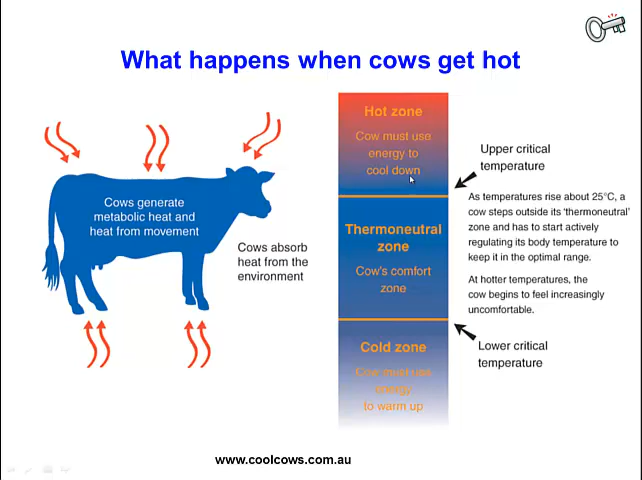 What happens when cows get hot
Cows generate
metabolic heat and
heat from movement
Cows absorb
heat from the
environment
Hot zone
Cow must use
energy to
cool down
Thermoneutral
zone
Cow's comfort
zone
Cold zone
Cow must use
energy
to warm up
Upper critical
temperature
As temperatures rise about 25°C, a
cow steps outside its 'thermoneutral'
zone and has to start actively
regulating its body temperature to
keep it in the optimal range.
At hotter temperatures, the
cow begins to feel increasingly
uncomfortable.
Lower critical
temperature
www.coolcows.com.au